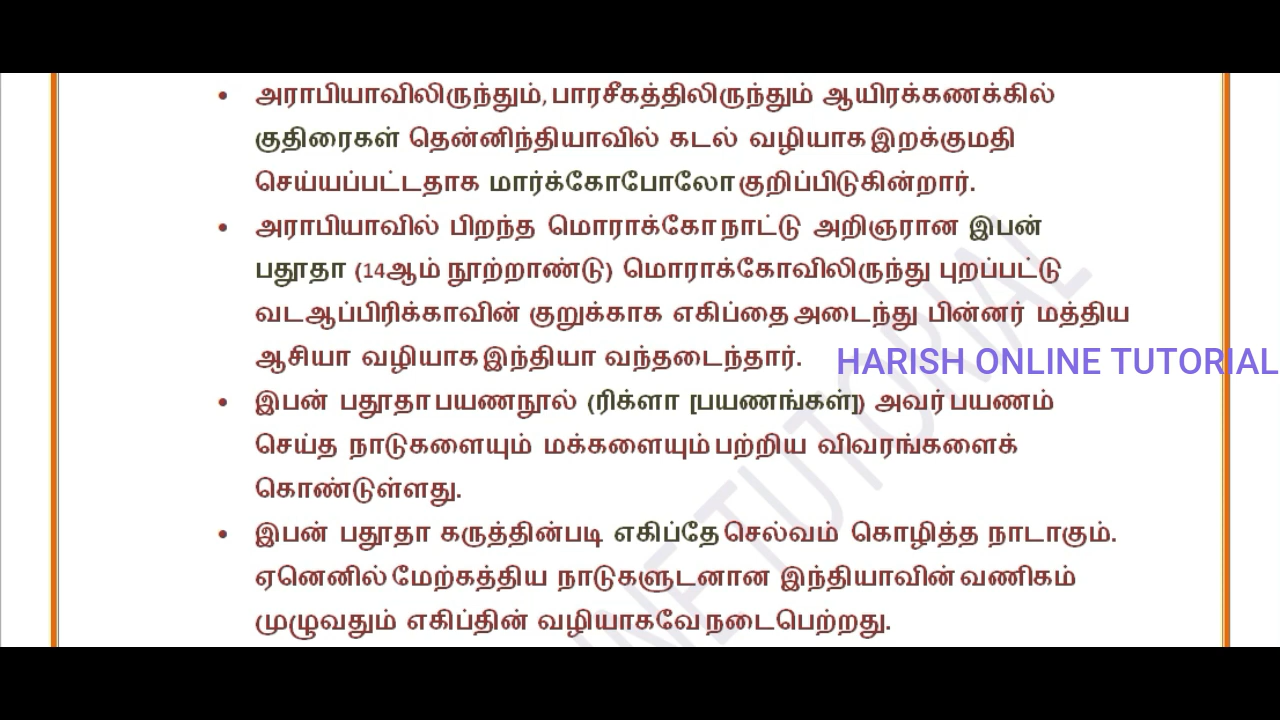 • அராபியாவிலிருந்தும், பாரசீகத்திலிருந்தும் ஆயிரக்கணக்கில்
குதிரைகள் தென்னிந்தியாவில் கடல் வழியாக இறக்குமதி
செய்யப்பட்டதாக மார்க்கோபோலோ குறிப்பிடுகின்றார்.
• அராபியாவில் பிறந்த மொராக்கோ நாட்டு அறிஞரான இபன்
பதூதா (14ஆம் நூற்றாண்டு) மொராக்கோவிலிருந்து புறப்பட்டு
வடஆப்பிரிக்காவின் குறுக்காக எகிப்தை அடைந்து பின்னர் மத்திய
ஆசியா வழியாக இந்தியா வந்தடைந்தார்.
HARISH ONLINE TUTORIAL
• இபன் பதூதா பயணநூல் (ரிக்ளா [பயணங்கள்]) அவர் பயணம்
செய்த நாடுகளையும் மக்களையும் பற்றிய விவரங்களைக்
கொண்டுள்ளது.
• இபன் பதூதா கருத்தின்படி எகிப்தே செல்வம் கொழித்த நாடாகும்.
ஏனெனில் மேற்கத்திய நாடுகளுடனான இந்தியாவின் வணிகம்
முழுவதும் எகிப்தின் வழியாகவே நடைபெற்றது.
INE TUTORIAL